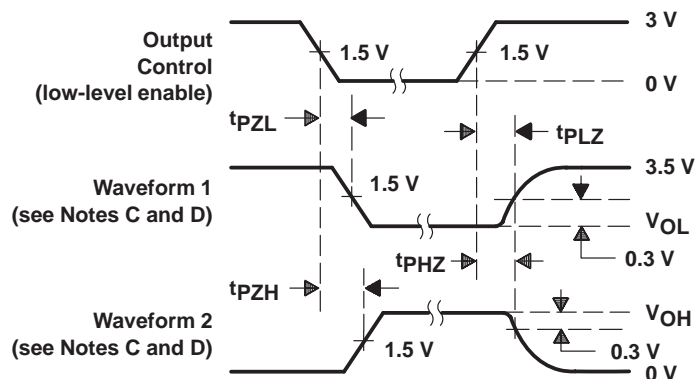 Output
Control
(low-level enable)
1.5 V
1.5 V
3 V
0 V
tPZL
tPLZ
Waveform 1
(see Notes C and D)
1.5 V
3.5 V
VOL
0.3 V
tPHZ
tPZH
Waveform 2
(see Notes C and D)
1.5 V
VOH
0.3 V
0 V